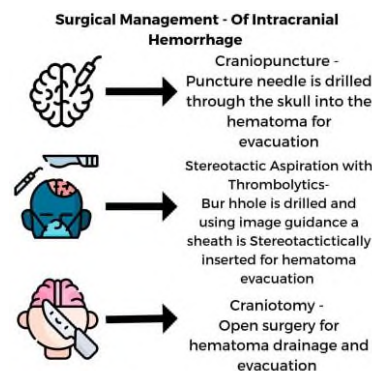 Surgical Management - Of Intracranial
Hemorrhage
Craniopuncture -
Puncture needle is drilled
through the skull into the
hematoma for
evacuation
Stereotactic Aspiration with
Thrombolytics-
Bur hhole is drilled and
using image guidance a
sheath is Stereotactictically
inserted for hematoma
evacuation
Craniotomy -
Open surgery for
hematoma drainage and
evacuation